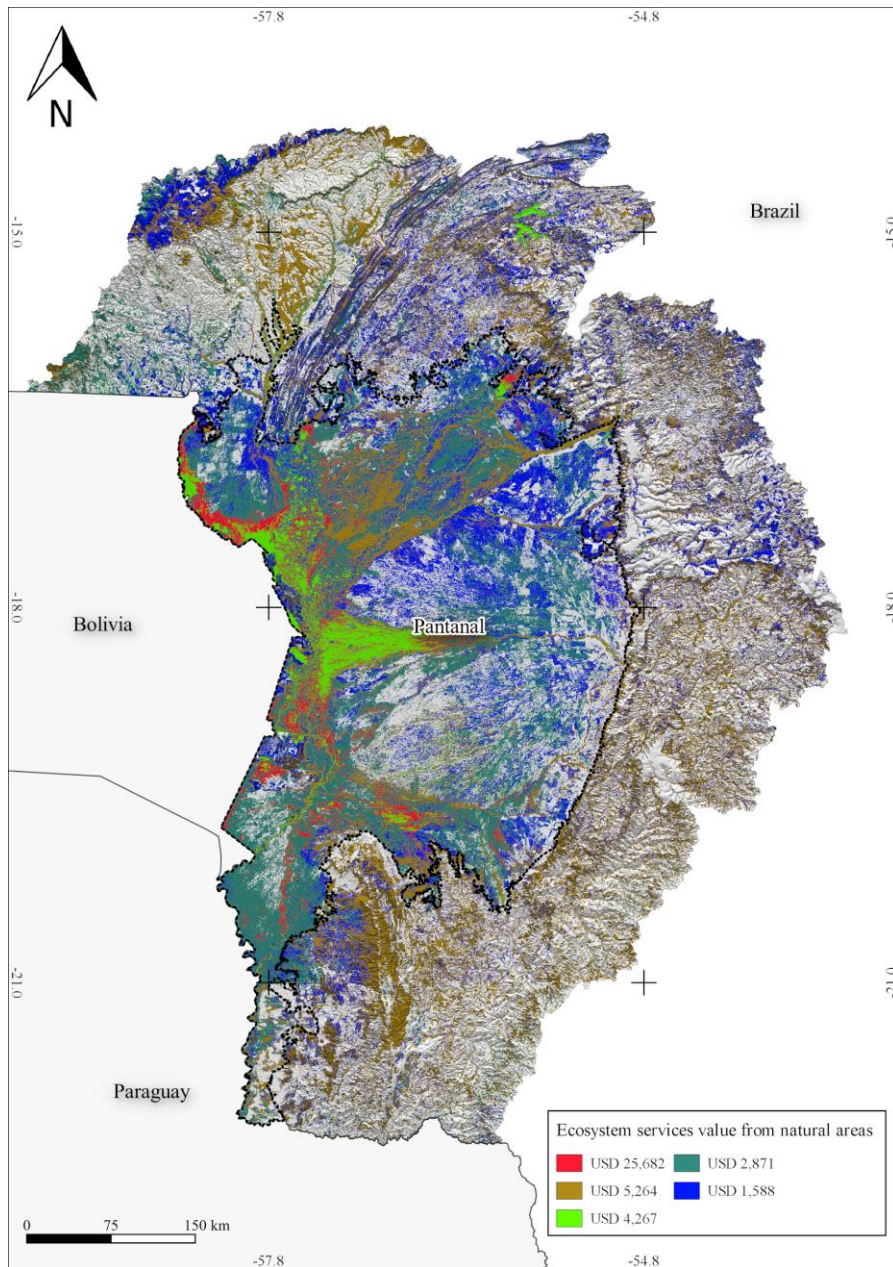 -57.8 -54.8
N
-15.0 -15.0
Brazil
-18.0 -18.0
Bolivia
Pantanal
-21.0 -21.0
Paraguay
Ecosystem services value from natural areas
USD 25,682 USD 2,871
USD 5,264 USD 1,588
USD 4,267
0 75 150 km
-57.8 -54.8